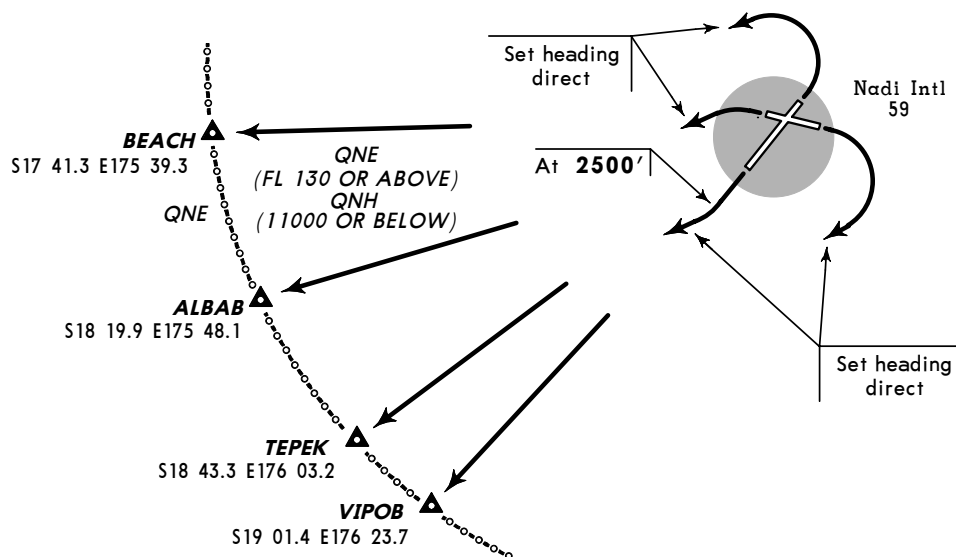 Set heading
direct
Nadi Intl
59
BEACH
S17 41.3 E175 39.3
QNE
(FL 130 OR ABOVE)
QNH
(11000 OR BELOW)
At 2500′
QNE
ALBAB
S18 19.9 E175 48.1
Set heading
direct
TEPEK
S18 43.3 E176 03.2
VIPOB
S19 01.4 E176 23.7